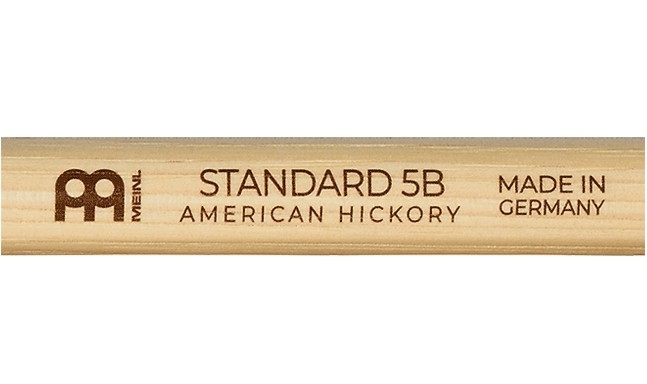 MEINL
STANDARD 5B
AMERICAN HICKORY
MADE IN
GERMANY